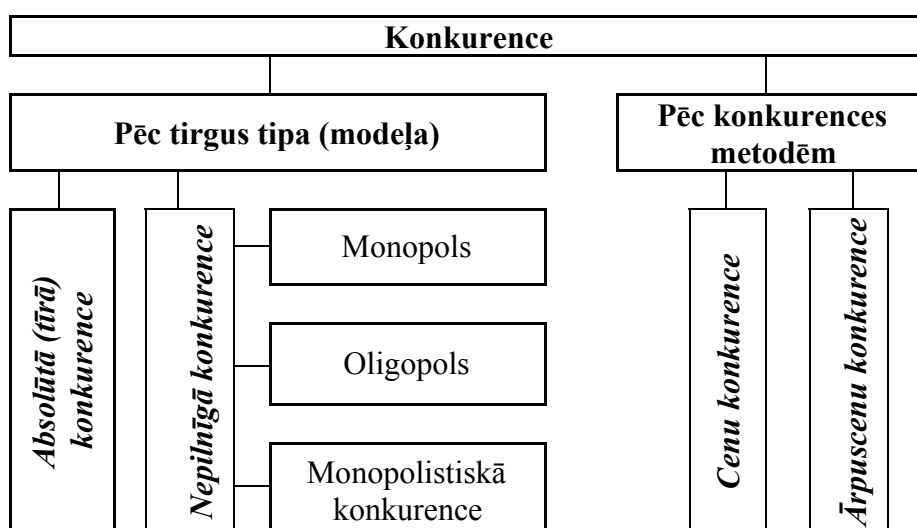 Konkurence
Pēc tirgus tipa (modeļa)
Pēc konkurences
metodēm
Absolūtā (tīrā)
konkurence
Nepilnīgā konkurence
Monopols
Oligopols
Monopolistiskā
konkurence
Cenu konkurence
Ārpuscenu konkurence